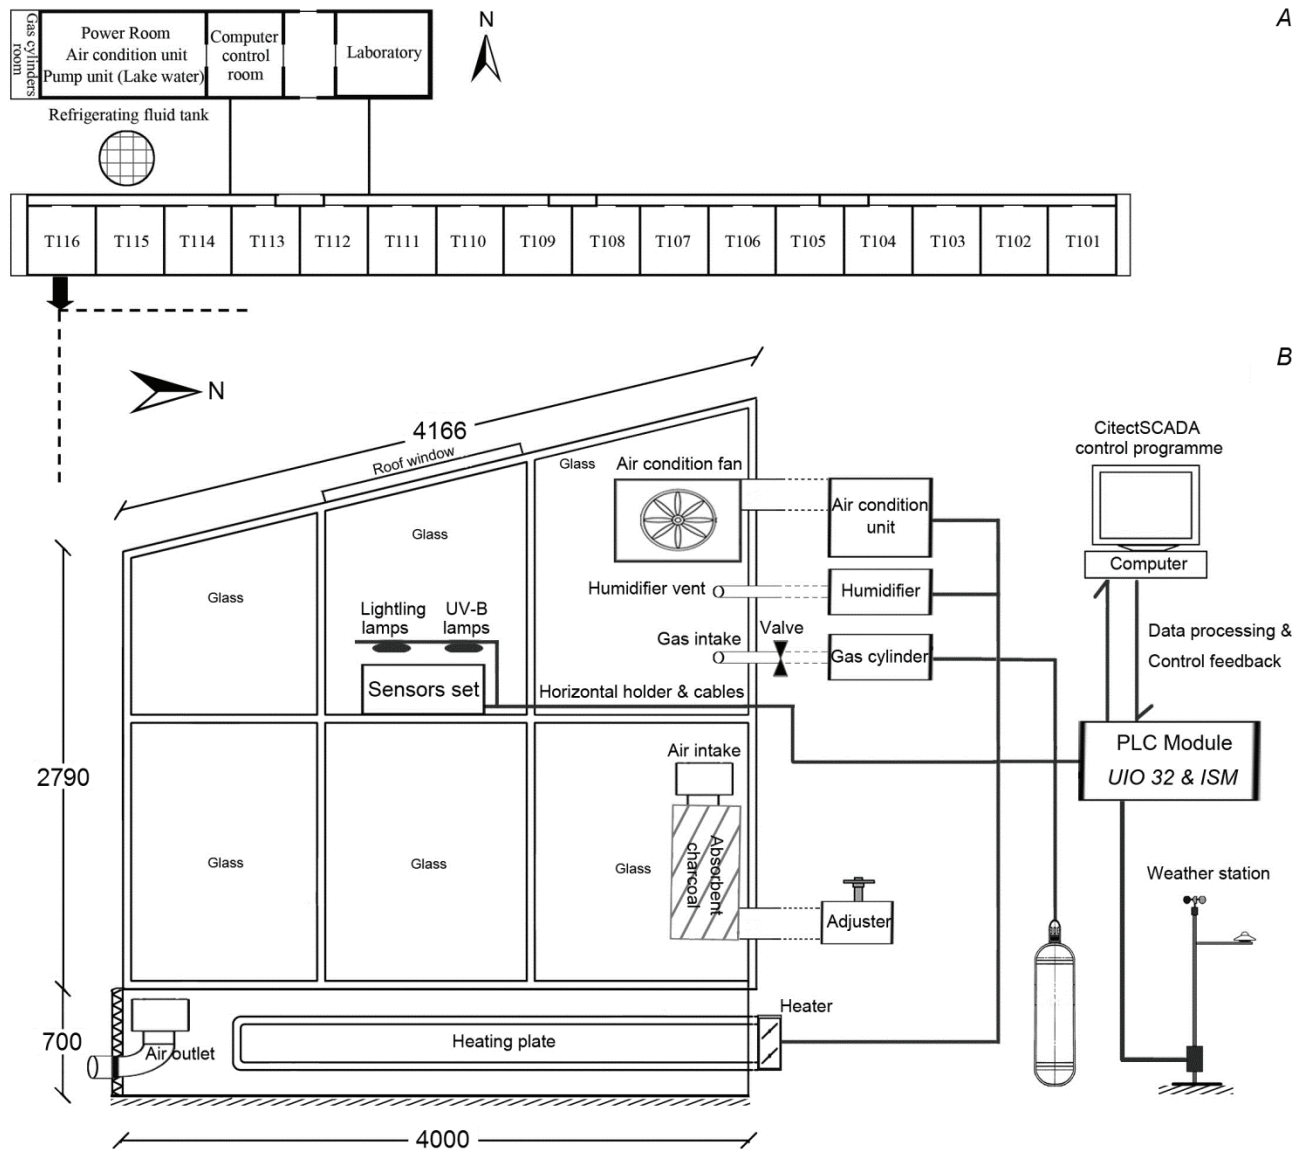 A
Gas cylinders
room
Power Room
Air condition unit
Pump unit (Lake water)
Computer
control
room
Laboratory
N
Refrigerating fluid tank
T116
T115
T114
T113
T112
T111
T110
T109
T108
T107
T106
T105
T104
T103
T102
T101
B
N
4166
Roof window
Glass
Air condition fan
Air condition
unit
CitectSCADA
control programme
Computer
Glass
Glass
Humidifier vent
Humidifier
Lightling
lamps
UV-B
lamps
Gas intake
Valve
Gas cylinder
Data processing &
Control feedback
Sensors set
Horizontal holder & cables
PLC Module
UIO 32 & ISM
Air intake
2790
Glass
Glass
Glass
Absorbent
charcoal
Adjuster
Weather station
Heater
700
Air outlet
Heating plate
4000